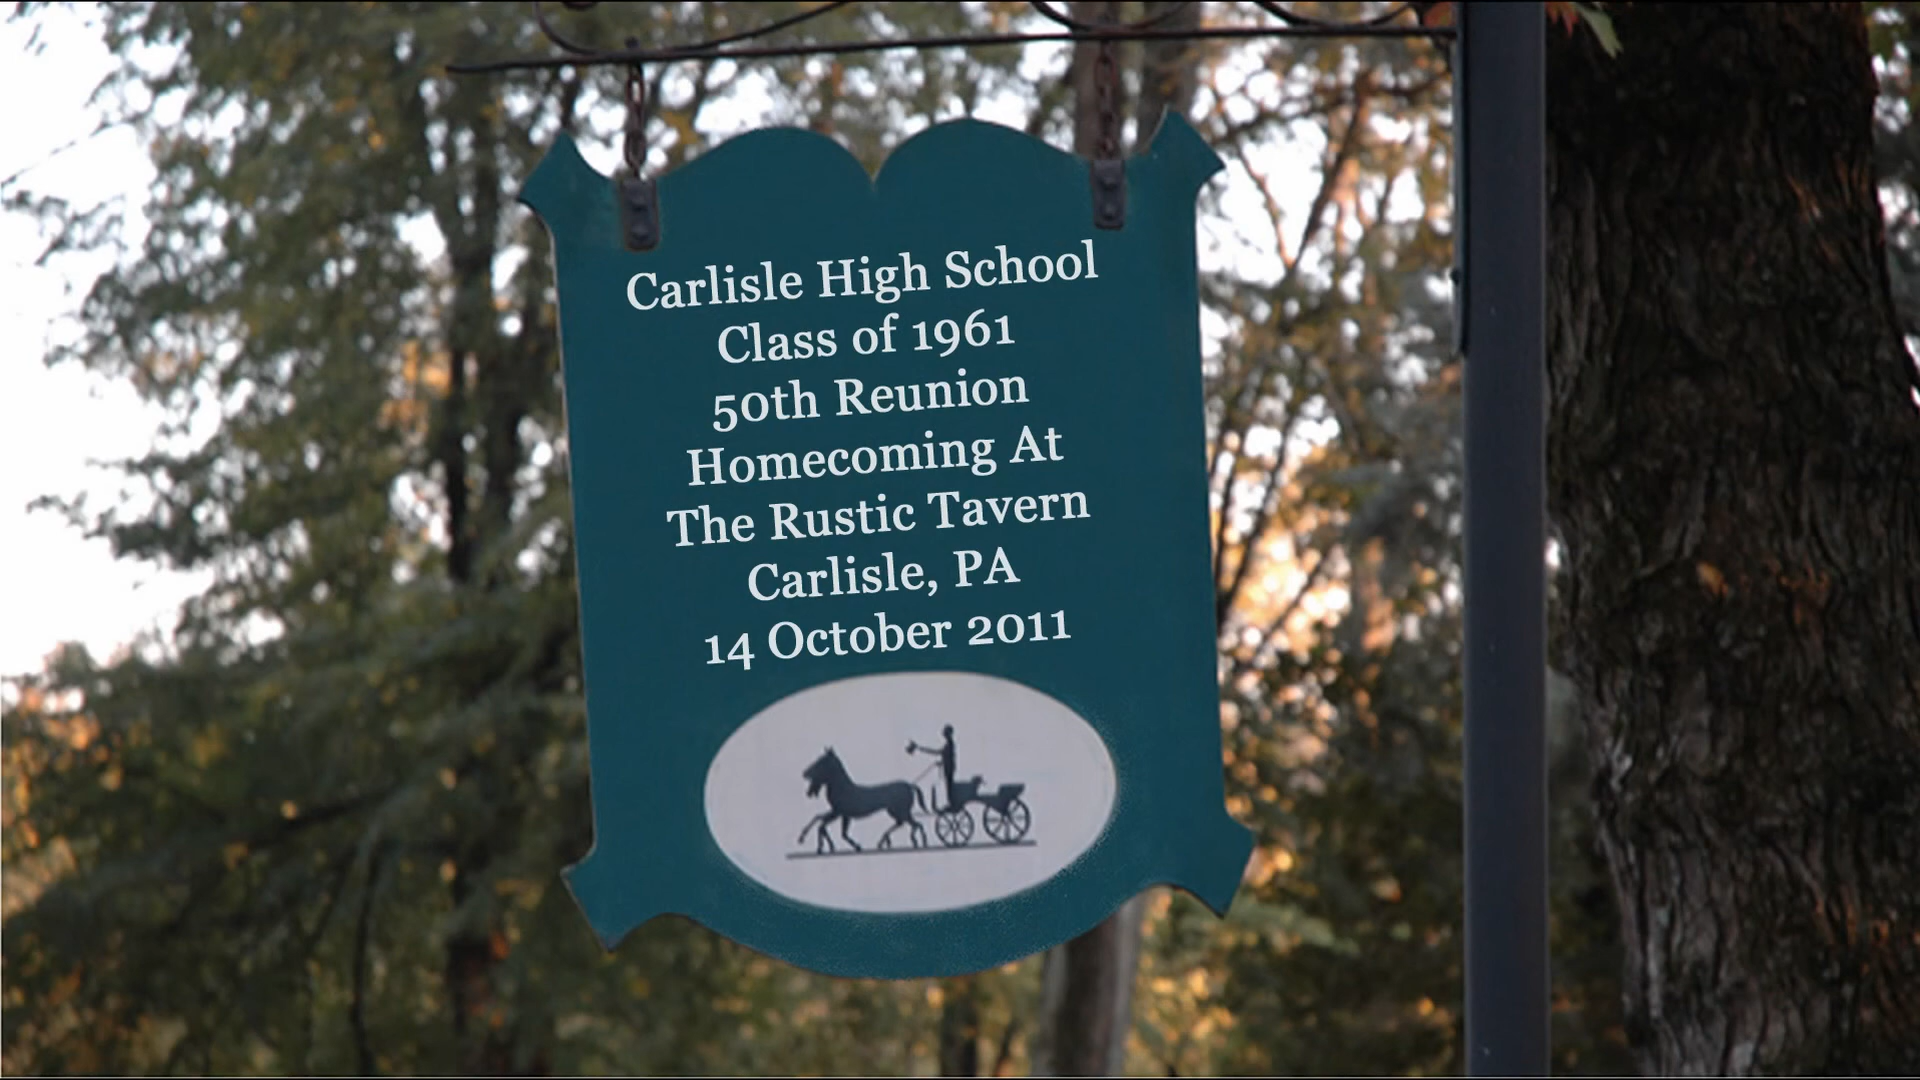 Carlisle High School
Class of 1961
50th Reunion
Homecoming At
The Rustic Tavern
Carlisle, PA
14 October 2011